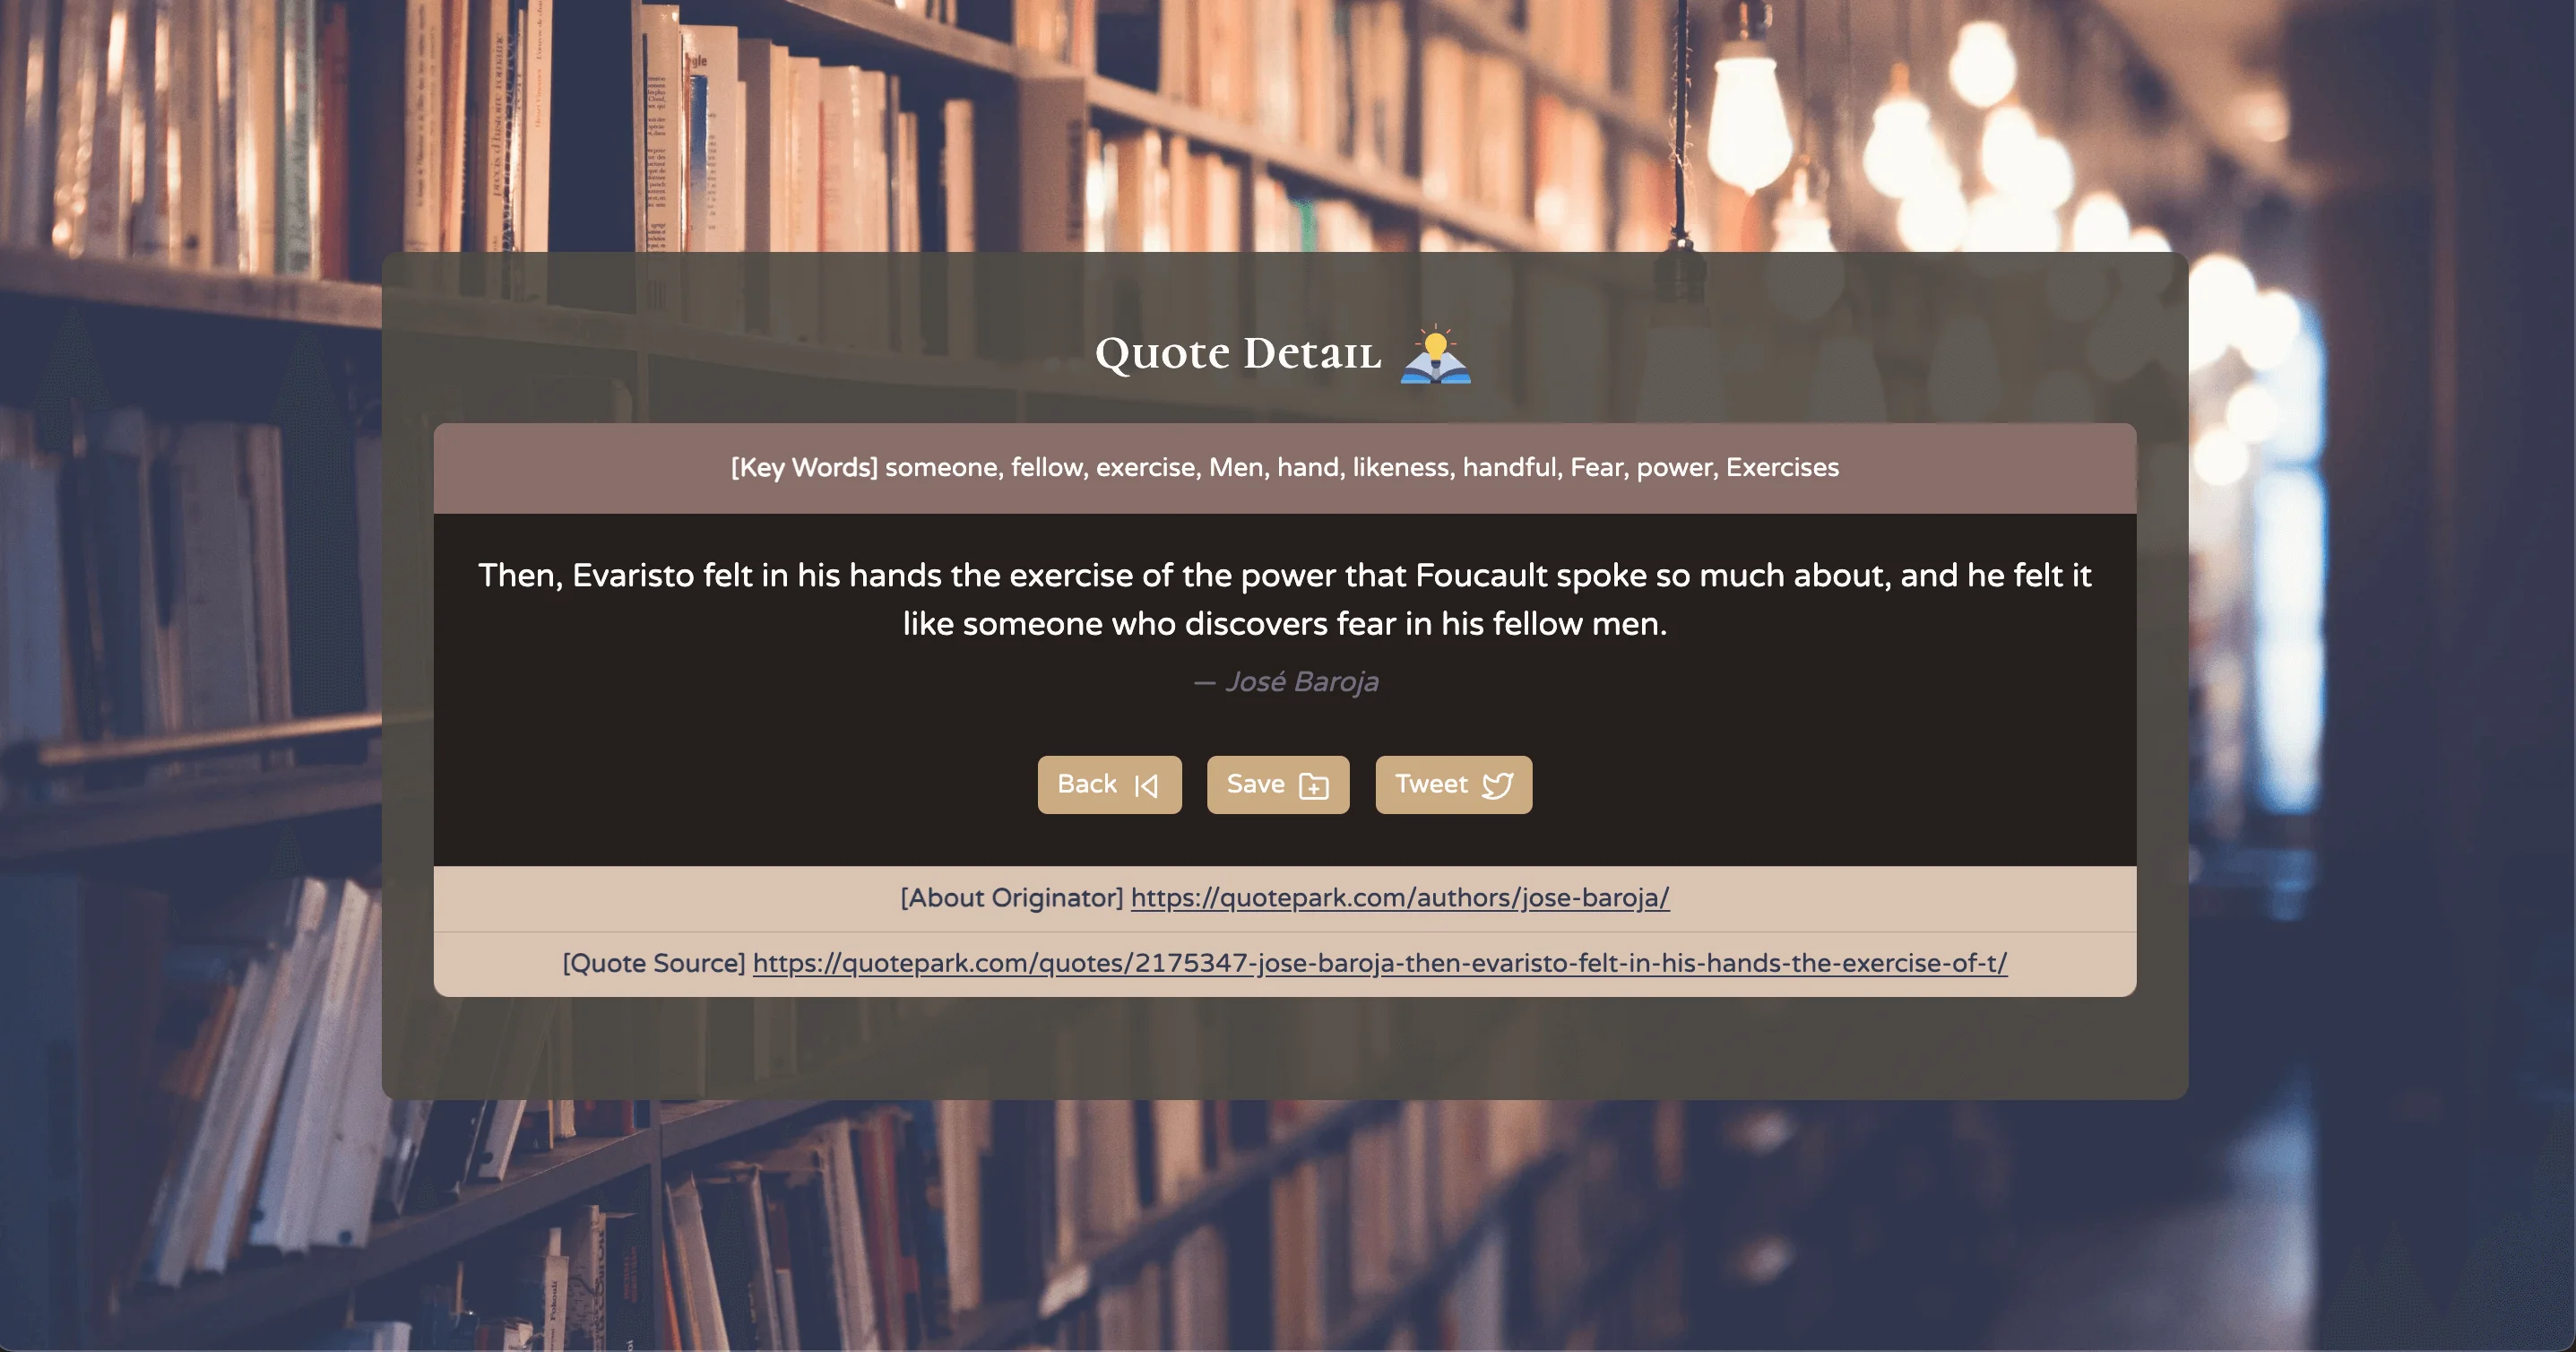 Quote Detail
[Key Words] someone, fellow, exercise, Men, hand, likeness, handful, Fear, power, Exercises
Then, Evaristo felt in his hands the exercise of the power that Foucault spoke so much about, and he felt it
like someone who discovers fear in his fellow men.
— José Baroja
Back
Save
Tweet
[About Originator] https://quotepark.com/authors/jose-baroja/
[Quote Source] https://quotepark.com/quotes/2175347-jose-baroja-then-evaristo-felt-in-his-hands-the-exercise-of-t/